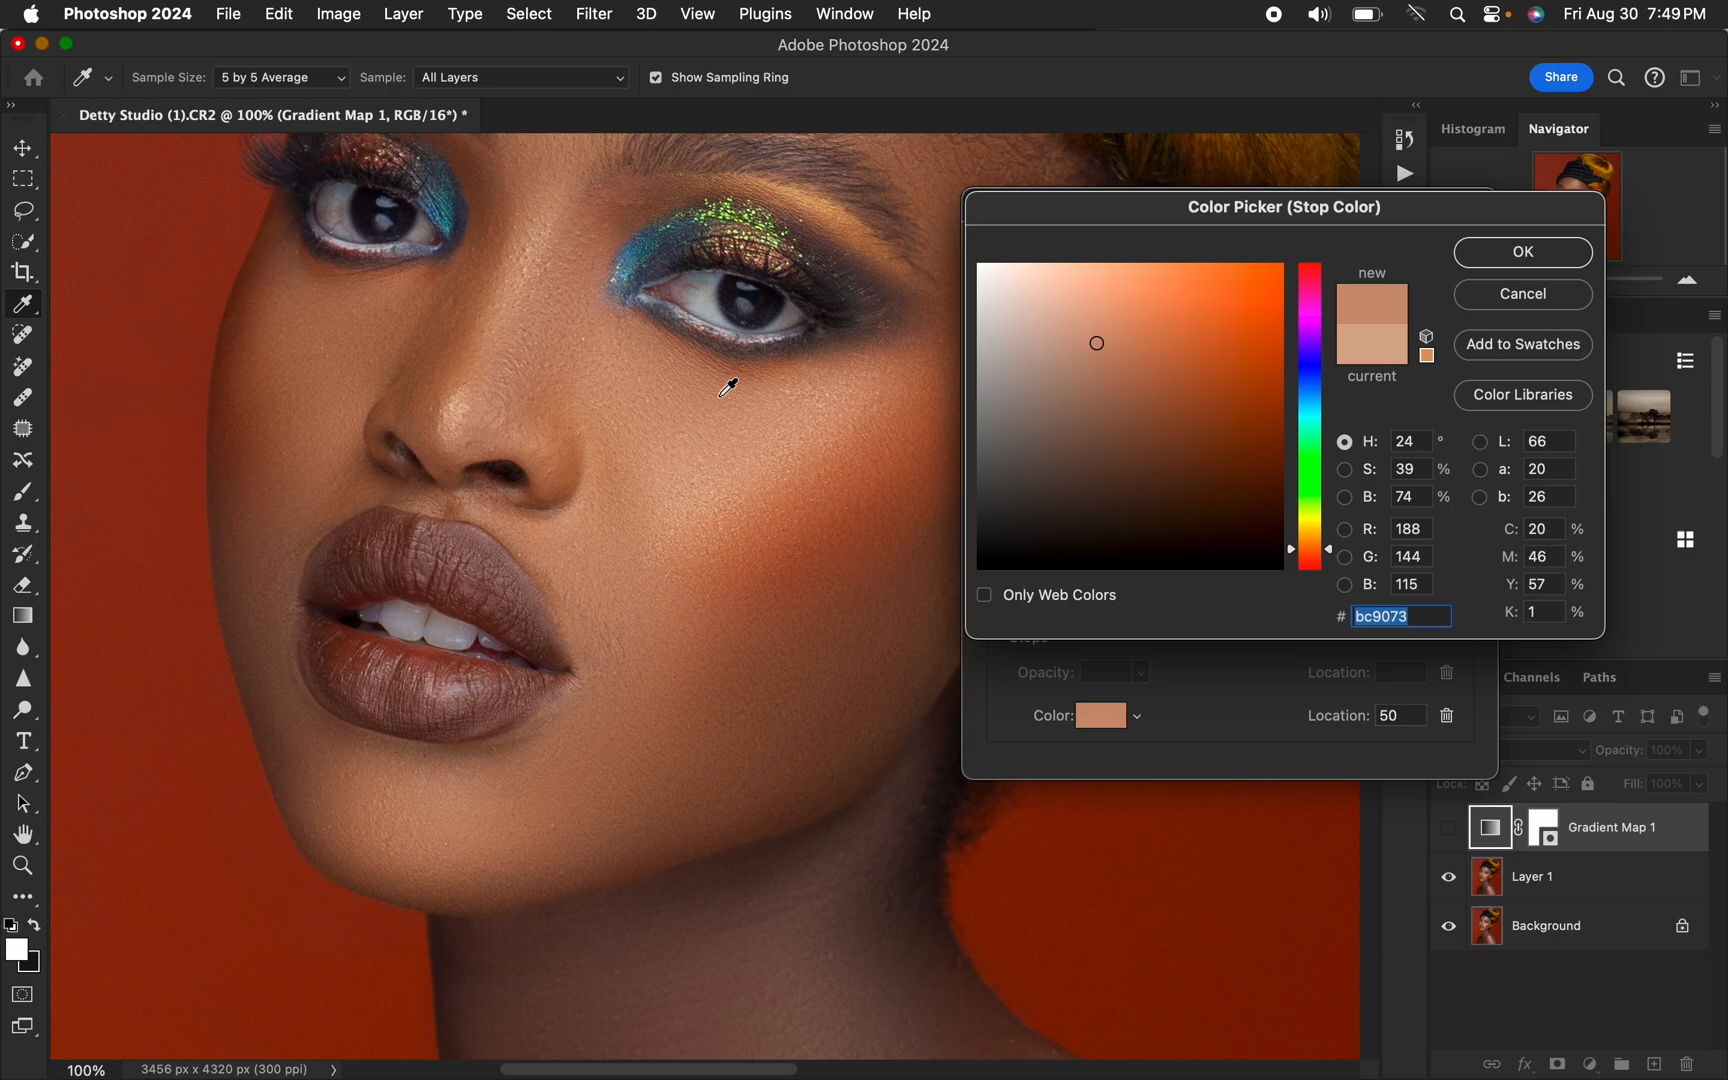 Photoshop 2024 File Edit Image Layer Type Select Filter 3D View Plugins Window Help Fri Aug 30 7:49 PM
Adobe Photoshop 2024
Sample Size: 5 by 5 Average Sample: All Layers Show Sampling Ring Share
Detty Studio (1).CR2 @ 100% (Gradient Map 1, RGB/16*) *
Histogram Navigator
Color Picker (Stop Color)
OK
new
Cancel
Add to Swatches
current
Color Libraries
H: 24 ° L: 66
S: 39 % a: 20
B: 74 % b: 26
R: 188 C: 20 %
G: 144 M: 46 %
B: 115 Y: 57 %
Only Web Colors
# bc9073 K: 1 %
Opacity: Location:
Color: Location: 50
Channels Paths
Opacity: 100%
Lock: Fill: 100%
Gradient Map 1
Layer 1
Background
100% 3456 px x 4320 px (300 ppi)